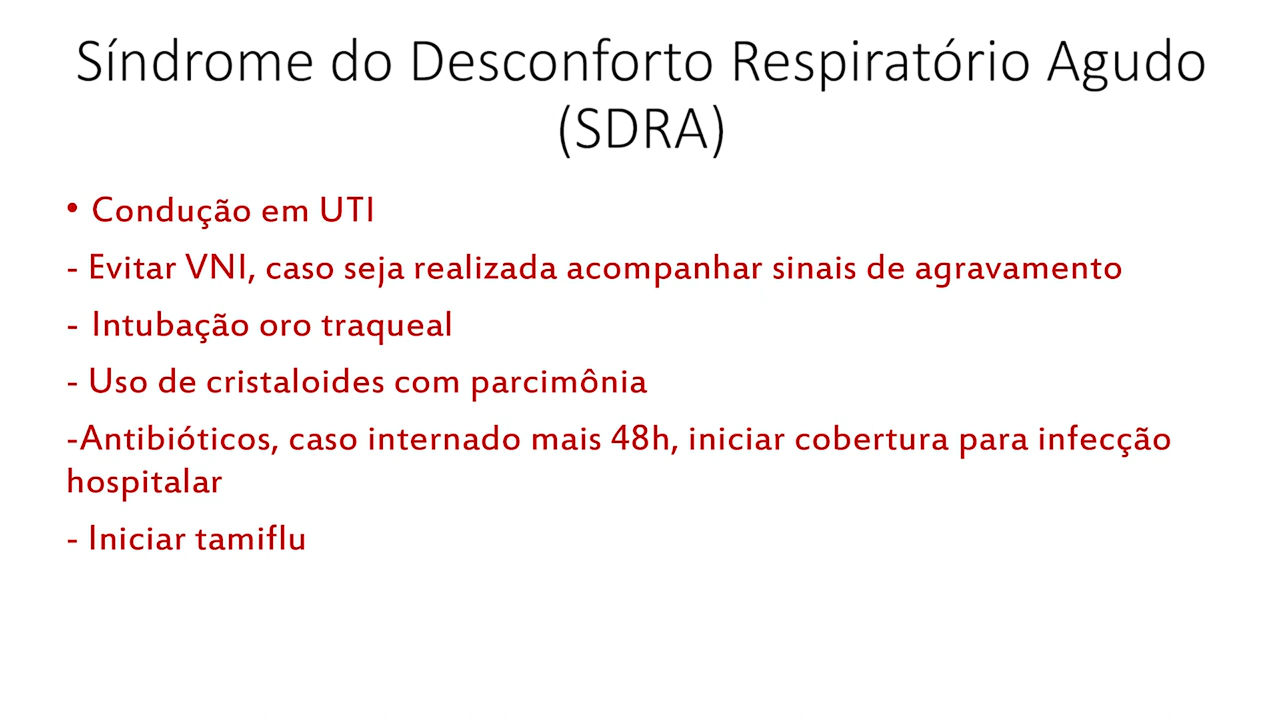 Síndrome do Desconforto Respiratório Agudo
(SDRA)
• Condução em UTI
- Evitar VNI, caso seja realizada acompanhar sinais de agravamento
- Intubação oro traqueal
- Uso de cristaloides com parcimônia
-Antibióticos, caso internado mais 48h, iniciar cobertura para infecção
hospitalar
- Iniciar tamiflu